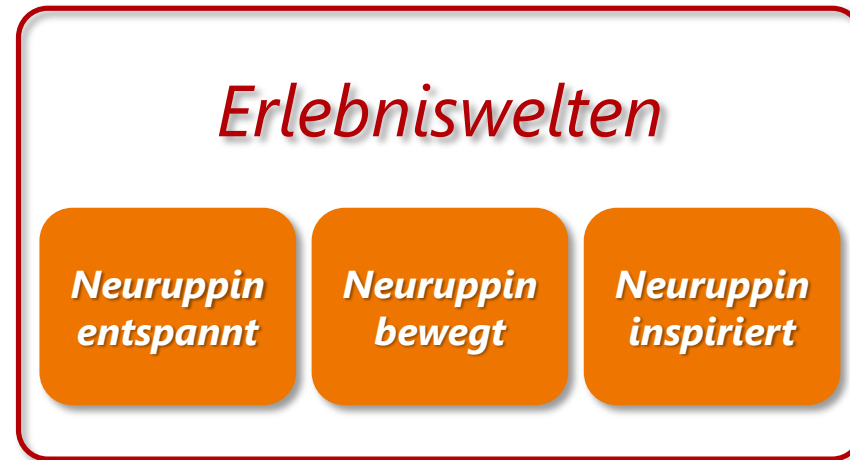 Erlebniswelten
Neuruppin
entspannt
Neuruppin
bewegt
Neuruppin
inspiriert